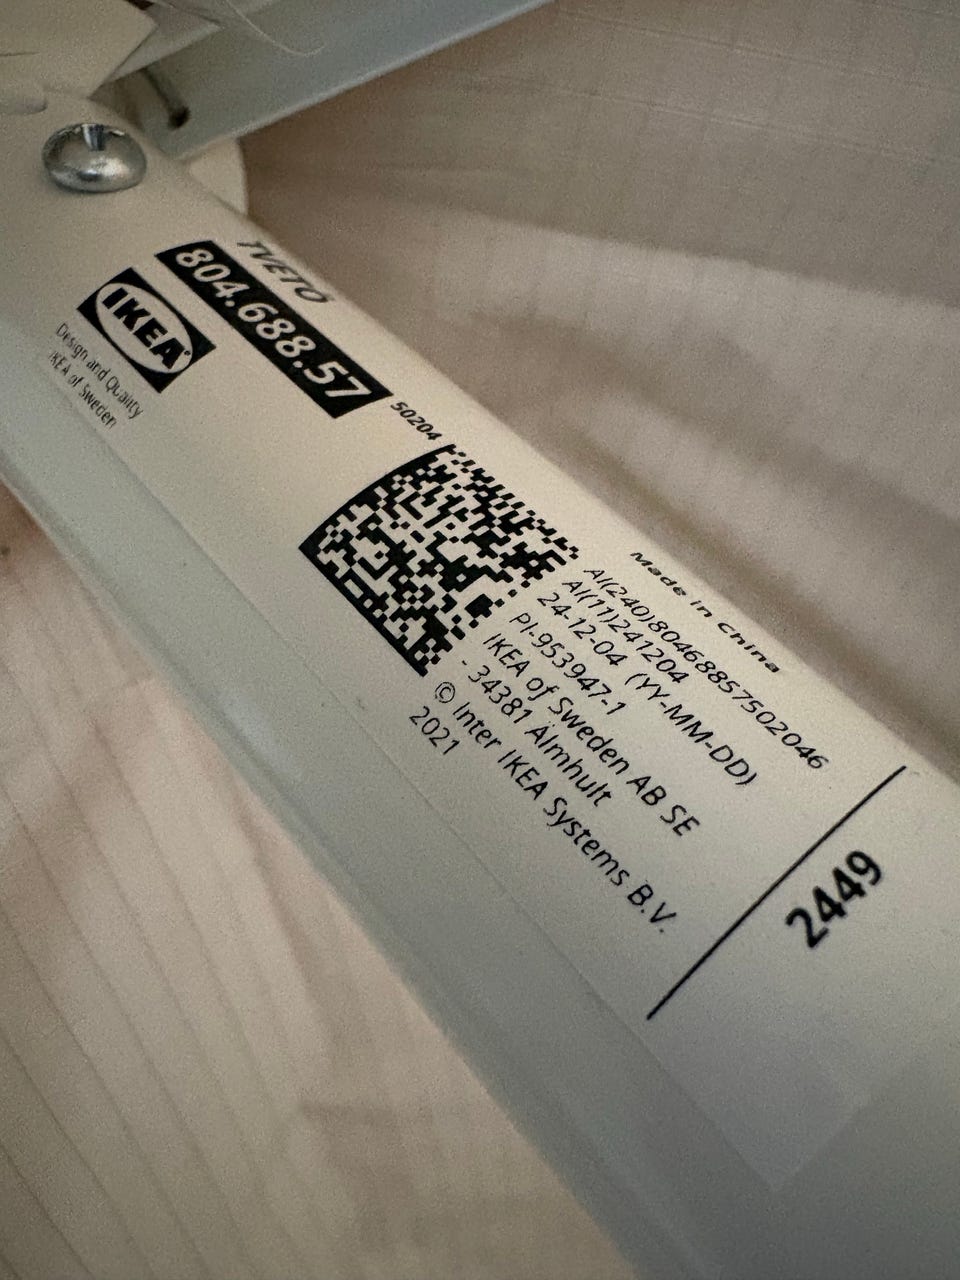 TVETO
804.688.57
IKEA
Design and Quality
IKEA of Sweden
50204
Made in China
AI(240)80468857502046
AI(11)241204
24-12-04 (YY-MM-DD)
PI-953947-1
IKEA of Sweden AB SE
- 34381 Älmhult
© Inter IKEA Systems B.V.
2021
2449